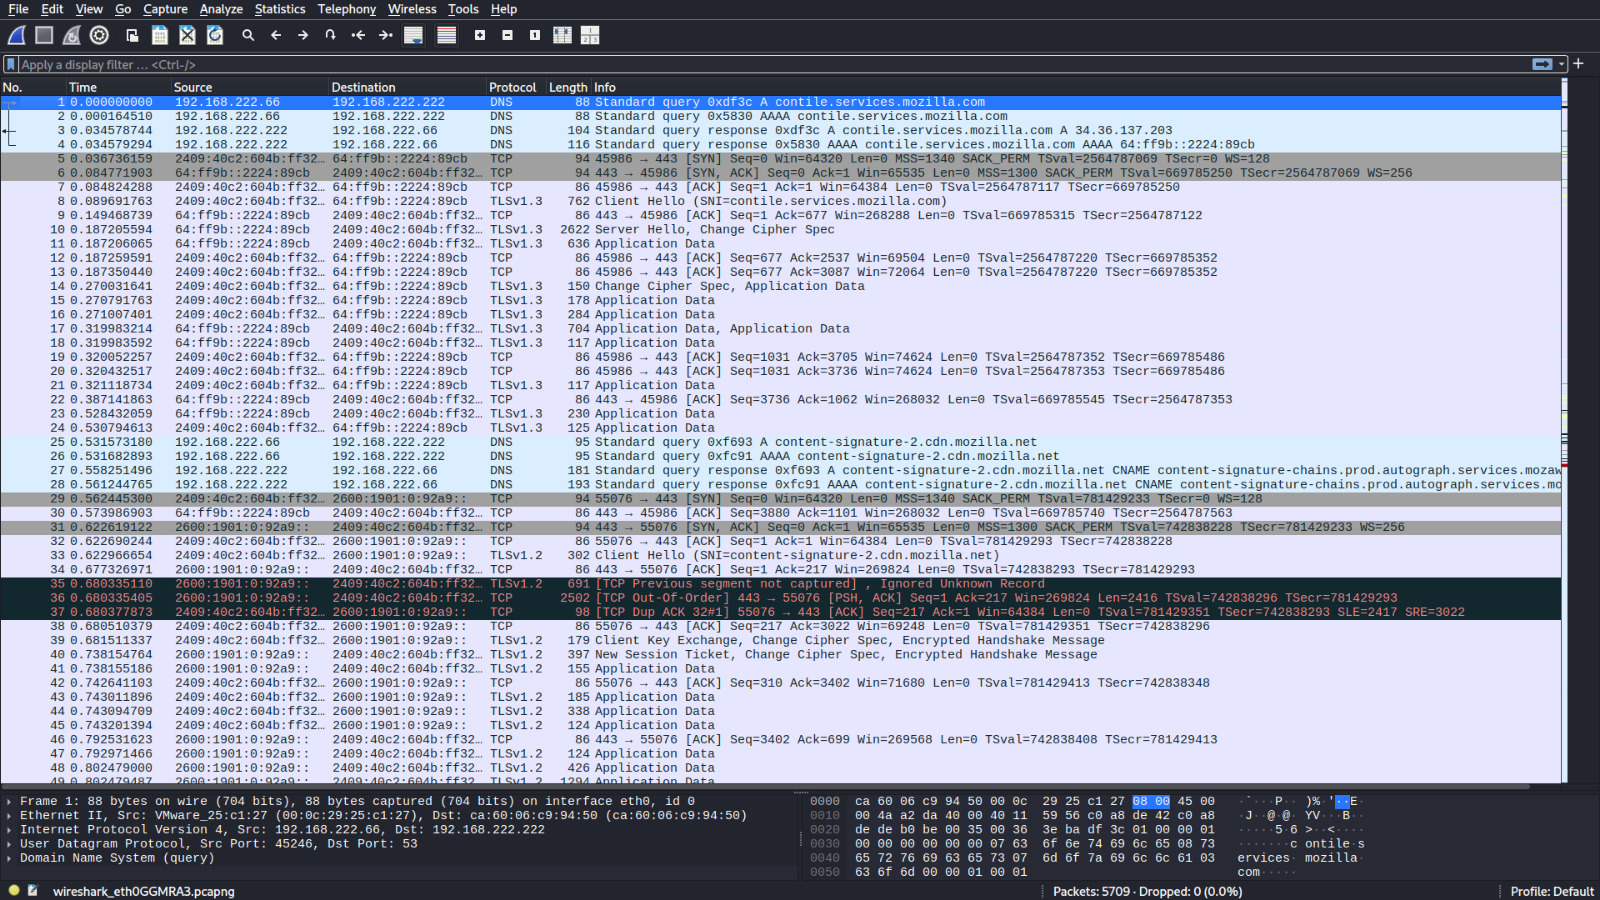 File Edit View Go Capture Analyze Statistics Telephony Wireless Tools Help
Apply a display filter ... <Ctrl-/>
No. Time Source Destination Protocol Length Info
1 0.000000000 192.168.222.66 192.168.222.222 DNS 88 Standard query 0xdf3c A contile.services.mozilla.com
2 0.000164510 192.168.222.66 192.168.222.222 DNS 88 Standard query 0x5830 AAAA contile.services.mozilla.com
3 0.034578744 192.168.222.222 192.168.222.66 DNS 104 Standard query response 0xdf3c A contile.services.mozilla.com A 34.36.137.203
4 0.034579294 192.168.222.222 192.168.222.66 DNS 116 Standard query response 0x5830 AAAA contile.services.mozilla.com AAAA 64:ff9b::2224:89cb
5 0.036736159 2409:40c2:604b:ff32… 64:ff9b::2224:89cb TCP 94 45986 → 443 [SYN] Seq=0 Win=64320 Len=0 MSS=1340 SACK_PERM TSval=2564787069 TSecr=0 WS=128
6 0.084771903 64:ff9b::2224:89cb 2409:40c2:604b:ff32… TCP 94 443 → 45986 [SYN, ACK] Seq=0 Ack=1 Win=65535 Len=0 MSS=1300 SACK_PERM TSval=669785250 TSecr=2564787069 WS=256
7 0.084824288 2409:40c2:604b:ff32… 64:ff9b::2224:89cb TCP 86 45986 → 443 [ACK] Seq=1 Ack=1 Win=64384 Len=0 TSval=2564787117 TSecr=669785250
8 0.089691763 2409:40c2:604b:ff32… 64:ff9b::2224:89cb TLSv1.3 762 Client Hello (SNI=contile.services.mozilla.com)
9 0.149468739 64:ff9b::2224:89cb 2409:40c2:604b:ff32… TCP 86 443 → 45986 [ACK] Seq=1 Ack=677 Win=268288 Len=0 TSval=669785315 TSecr=2564787122
10 0.187205594 64:ff9b::2224:89cb 2409:40c2:604b:ff32… TLSv1.3 2622 Server Hello, Change Cipher Spec
11 0.187206065 64:ff9b::2224:89cb 2409:40c2:604b:ff32… TLSv1.3 636 Application Data
12 0.187259591 2409:40c2:604b:ff32… 64:ff9b::2224:89cb TCP 86 45986 → 443 [ACK] Seq=677 Ack=2537 Win=69504 Len=0 TSval=2564787220 TSecr=669785352
13 0.187350440 2409:40c2:604b:ff32… 64:ff9b::2224:89cb TCP 86 45986 → 443 [ACK] Seq=677 Ack=3087 Win=72064 Len=0 TSval=2564787220 TSecr=669785352
14 0.270031641 2409:40c2:604b:ff32… 64:ff9b::2224:89cb TLSv1.3 150 Change Cipher Spec, Application Data
15 0.270791763 2409:40c2:604b:ff32… 64:ff9b::2224:89cb TLSv1.3 178 Application Data
16 0.271007401 2409:40c2:604b:ff32… 64:ff9b::2224:89cb TLSv1.3 284 Application Data
17 0.319983214 64:ff9b::2224:89cb 2409:40c2:604b:ff32… TLSv1.3 704 Application Data, Application Data
18 0.319983592 64:ff9b::2224:89cb 2409:40c2:604b:ff32… TLSv1.3 117 Application Data
19 0.320052257 2409:40c2:604b:ff32… 64:ff9b::2224:89cb TCP 86 45986 → 443 [ACK] Seq=1031 Ack=3705 Win=74624 Len=0 TSval=2564787352 TSecr=669785486
20 0.320432517 2409:40c2:604b:ff32… 64:ff9b::2224:89cb TCP 86 45986 → 443 [ACK] Seq=1031 Ack=3736 Win=74624 Len=0 TSval=2564787353 TSecr=669785486
21 0.321118734 2409:40c2:604b:ff32… 64:ff9b::2224:89cb TLSv1.3 117 Application Data
22 0.387141863 64:ff9b::2224:89cb 2409:40c2:604b:ff32… TCP 86 443 → 45986 [ACK] Seq=3736 Ack=1062 Win=268032 Len=0 TSval=669785545 TSecr=2564787353
23 0.528432059 64:ff9b::2224:89cb 2409:40c2:604b:ff32… TLSv1.3 230 Application Data
24 0.530794613 2409:40c2:604b:ff32… 64:ff9b::2224:89cb TLSv1.3 125 Application Data
25 0.531573180 192.168.222.66 192.168.222.222 DNS 95 Standard query 0xf693 A content-signature-2.cdn.mozilla.net
26 0.531682893 192.168.222.66 192.168.222.222 DNS 95 Standard query 0xfc91 AAAA content-signature-2.cdn.mozilla.net
27 0.558251496 192.168.222.222 192.168.222.66 DNS 181 Standard query response 0xf693 A content-signature-2.cdn.mozilla.net CNAME content-signature-chains.prod.autograph.services.mozaw
28 0.561244765 192.168.222.222 192.168.222.66 DNS 193 Standard query response 0xfc91 AAAA content-signature-2.cdn.mozilla.net CNAME content-signature-chains.prod.autograph.services.mo
29 0.562445300 2409:40c2:604b:ff32… 2600:1901:0:92a9:: TCP 94 55076 → 443 [SYN] Seq=0 Win=64320 Len=0 MSS=1340 SACK_PERM TSval=781429233 TSecr=0 WS=128
30 0.573986903 64:ff9b::2224:89cb 2409:40c2:604b:ff32… TCP 86 443 → 45986 [ACK] Seq=3880 Ack=1101 Win=268032 Len=0 TSval=669785740 TSecr=2564787563
31 0.622619122 2600:1901:0:92a9:: 2409:40c2:604b:ff32… TCP 94 443 → 55076 [SYN, ACK] Seq=0 Ack=1 Win=65535 Len=0 MSS=1300 SACK_PERM TSval=742838228 TSecr=781429233 WS=256
32 0.622690244 2409:40c2:604b:ff32… 2600:1901:0:92a9:: TCP 86 55076 → 443 [ACK] Seq=1 Ack=1 Win=64384 Len=0 TSval=781429293 TSecr=742838228
33 0.622966654 2409:40c2:604b:ff32… 2600:1901:0:92a9:: TLSv1.2 302 Client Hello (SNI=content-signature-2.cdn.mozilla.net)
34 0.677326971 2600:1901:0:92a9:: 2409:40c2:604b:ff32… TCP 86 443 → 55076 [ACK] Seq=1 Ack=217 Win=269824 Len=0 TSval=742838293 TSecr=781429293
35 0.680335110 2600:1901:0:92a9:: 2409:40c2:604b:ff32… TLSv1.2 691 [TCP Previous segment not captured] , Ignored Unknown Record
36 0.680335405 2600:1901:0:92a9:: 2409:40c2:604b:ff32… TCP 2502 [TCP Out-Of-Order] 443 → 55076 [PSH, ACK] Seq=1 Ack=217 Win=269824 Len=2416 TSval=742838296 TSecr=781429293
37 0.680377873 2409:40c2:604b:ff32… 2600:1901:0:92a9:: TCP 98 [TCP Dup ACK 32#1] 55076 → 443 [ACK] Seq=217 Ack=1 Win=64384 Len=0 TSval=781429351 TSecr=742838293 SLE=2417 SRE=3022
38 0.680510379 2409:40c2:604b:ff32… 2600:1901:0:92a9:: TCP 86 55076 → 443 [ACK] Seq=217 Ack=3022 Win=69248 Len=0 TSval=781429351 TSecr=742838296
39 0.681511337 2409:40c2:604b:ff32… 2600:1901:0:92a9:: TLSv1.2 179 Client Key Exchange, Change Cipher Spec, Encrypted Handshake Message
40 0.738154764 2600:1901:0:92a9:: 2409:40c2:604b:ff32… TLSv1.2 397 New Session Ticket, Change Cipher Spec, Encrypted Handshake Message
41 0.738155186 2600:1901:0:92a9:: 2409:40c2:604b:ff32… TLSv1.2 155 Application Data
42 0.742641103 2409:40c2:604b:ff32… 2600:1901:0:92a9:: TCP 86 55076 → 443 [ACK] Seq=310 Ack=3402 Win=71680 Len=0 TSval=781429413 TSecr=742838348
43 0.743011896 2409:40c2:604b:ff32… 2600:1901:0:92a9:: TLSv1.2 185 Application Data
44 0.743094709 2409:40c2:604b:ff32… 2600:1901:0:92a9:: TLSv1.2 338 Application Data
45 0.743201394 2409:40c2:604b:ff32… 2600:1901:0:92a9:: TLSv1.2 124 Application Data
46 0.792531623 2600:1901:0:92a9:: 2409:40c2:604b:ff32… TCP 86 443 → 55076 [ACK] Seq=3402 Ack=699 Win=269568 Len=0 TSval=742838408 TSecr=781429413
47 0.792971466 2600:1901:0:92a9:: 2409:40c2:604b:ff32… TLSv1.2 124 Application Data
48 0.802479000 2600:1901:0:92a9:: 2409:40c2:604b:ff32… TLSv1.2 426 Application Data
49 0.802479487 2600:1901:0:92a9:: 2409:40c2:604b:ff32… TLSv1.2 1294 Application Data
Frame 1: 88 bytes on wire (704 bits), 88 bytes captured (704 bits) on interface eth0, id 0
Ethernet II, Src: VMware_25:c1:27 (00:0c:29:25:c1:27), Dst: ca:60:06:c9:94:50 (ca:60:06:c9:94:50)
Internet Protocol Version 4, Src: 192.168.222.66, Dst: 192.168.222.222
User Datagram Protocol, Src Port: 45246, Dst Port: 53
Domain Name System (query)
0000 ca 60 06 c9 94 50 00 0c 29 25 c1 27 08 00 45 00 ·`···P·· )%·'··E·
0010 00 4a a2 da 40 00 40 11 59 56 c0 a8 de 42 c0 a8 ·J··@·@· YV···B··
0020 de de b0 be 00 35 00 36 3e ba df 3c 01 00 00 01 ·····5·6 >··<····
0030 00 00 00 00 00 00 07 63 6f 6e 74 69 6c 65 08 73 ·······c ontile·s
0040 65 72 76 69 63 65 73 07 6d 6f 7a 69 6c 6c 61 03 ervices· mozilla·
0050 63 6f 6d 00 00 01 00 01 com·····
wireshark_eth0GGMRA3.pcapng Packets: 5709 · Dropped: 0 (0.0%) Profile: Default